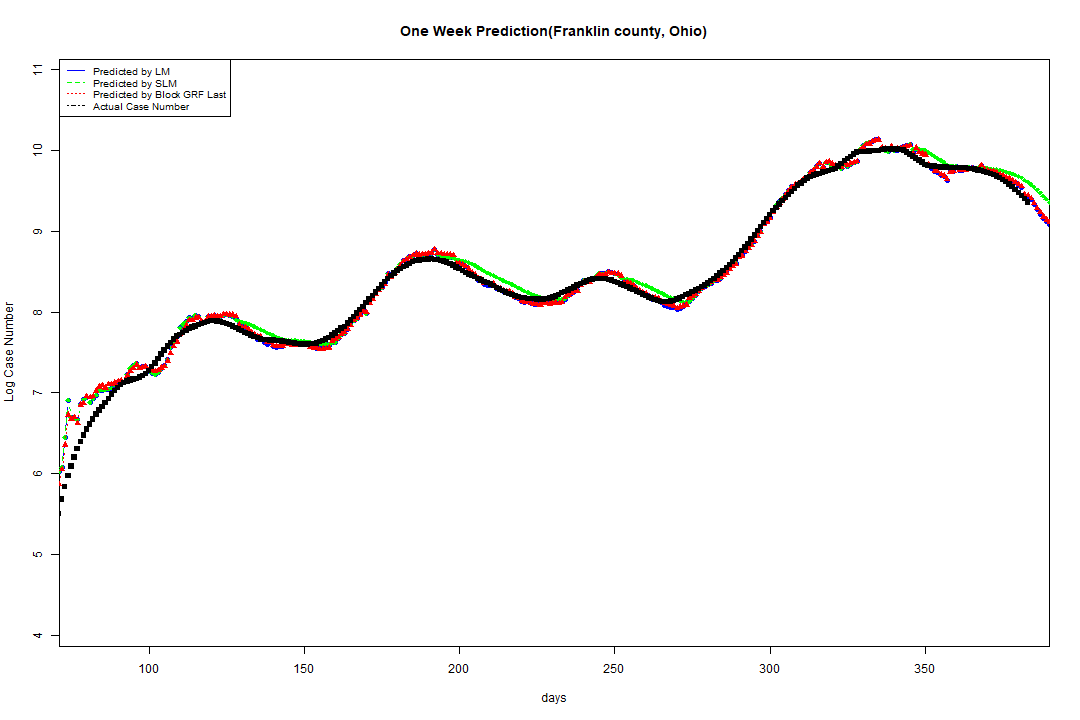 One Week Prediction(Franklin county, Ohio)
Predicted by LM
Predicted by SLM
Predicted by Block GRF Last
Actual Case Number
11
10
9
8
7
6
5
4
Log Case Number
100 150 200 250 300 350
days